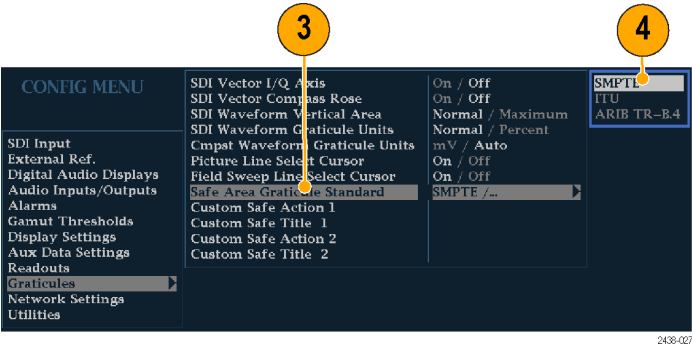 3
4
CONFIG MENU
SDI Input
External Ref.
Digital Audio Displays
Audio Inputs/Outputs
Alarms
Gamut Thresholds
Display Settings
Aux Data Settings
Readouts
Graticules
Network Settings
Utilities
SDI Vector I/Q Axis On / Off
SDI Vector Compass Rose On / Off
SDI Waveform Vertical Area Normal / Maximum
SDI Waveform Graticule Units Normal / Percent
Cmpst Waveform Graticule Units mV / Auto
Picture Line Select Cursor On / Off
Field Sweep Line Select Cursor On / Off
Safe Area Graticule Standard SMPTE /...
Custom Safe Action 1
Custom Safe Title 1
Custom Safe Action 2
Custom Safe Title 2
SMPTE
ITU
ARIB TR-B.4
2438-027